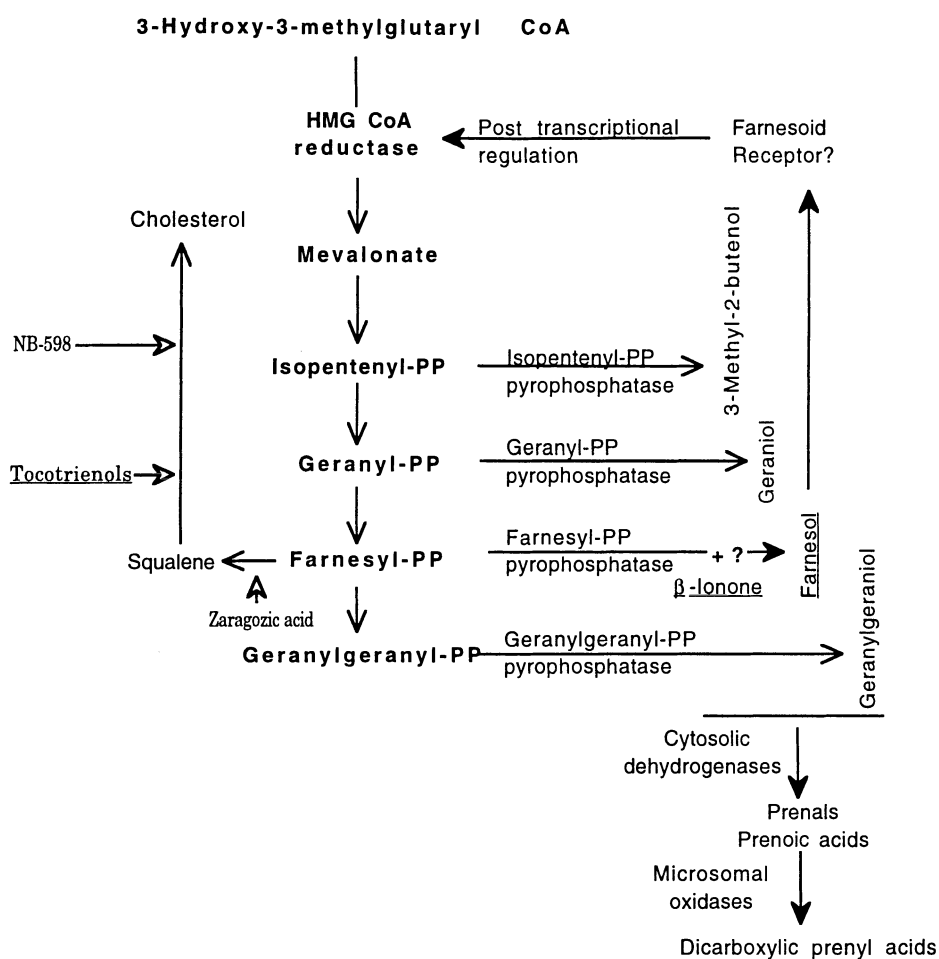 3-Hydroxy-3-methylglutaryl CoA
HMG CoA
reductase
Post transcriptional
regulation
Farnesoid
Receptor?
Cholesterol
Mevalonate
3-Methyl-2-butenol
NB-598
Isopentenyl-PP
Isopentenyl-PP
pyrophosphatase
Tocotrienols
Geranyl-PP
Geranyl-PP
pyrophosphatase
Geraniol
Squalene
Farnesyl-PP
Farnesyl-PP
pyrophosphatase
+ ?
β-Ionone
Farnesol
Zaragozic acid
Geranylgeranyl-PP
Geranylgeranyl-PP
pyrophosphatase
Geranylgeraniol
Cytosolic
dehydrogenases
Prenals
Prenoic acids
Microsomal
oxidases
Dicarboxylic prenyl acids